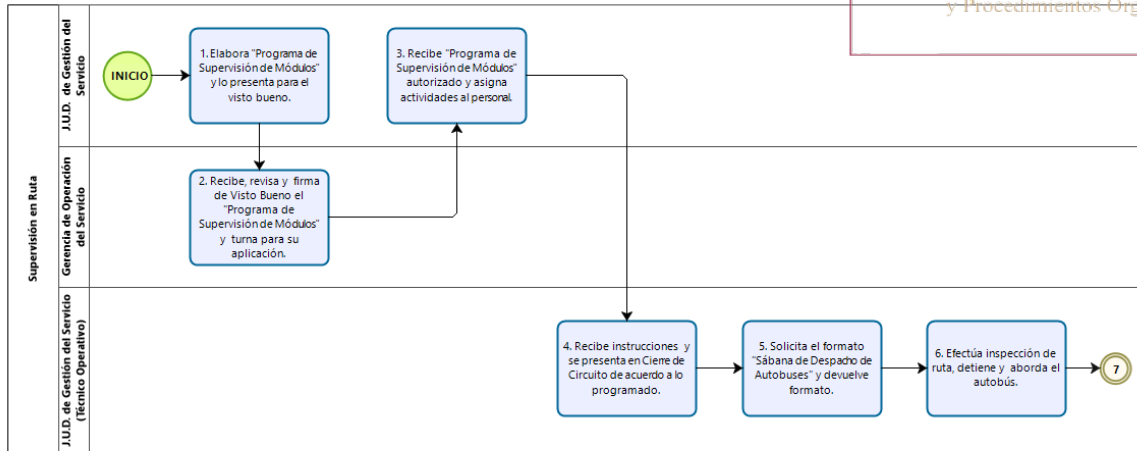 y Procedimientos Org
Supervisión en Ruta
J.U.D. de Gestión del
Servicio
INICIO
1. Elabora "Programa de
Supervisión de Módulos"
y lo presenta para el
visto bueno.
3. Recibe "Programa de
Supervisión de Módulos"
autorizado y asigna
actividades al personal.
Gerencia de Operación
del Servicio
2. Recibe, revisa y firma
de Visto Bueno el
"Programa de
Supervisión de Módulos"
y turna para su
aplicación.
J.U.D. de Gestión del Servicio
(Técnico Operativo)
4. Recibe instrucciones y
se presenta en Cierre de
Circuito de acuerdo a lo
programado.
5. Solicita el formato
"Sábana de Despacho de
Autobuses" y devuelve
formato.
6. Efectúa inspección de
ruta, detiene y aborda el
autobús.
7